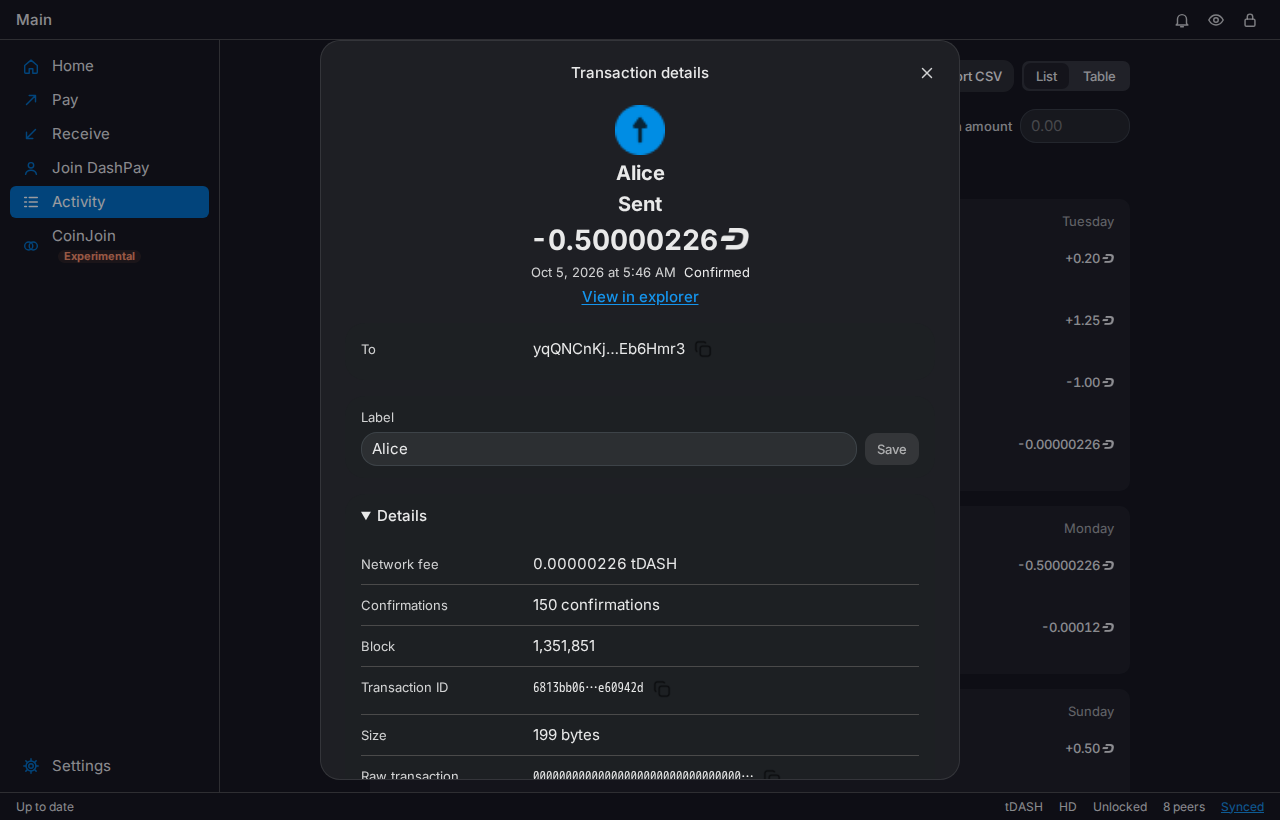 Main
Home
Pay
Receive
Join DashPay
Activity
CoinJoin
Experimental
Settings
Transaction details
Alice
Sent
-0.50000226
Oct 5, 2026 at 5:46 AM Confirmed
View in explorer
To yqQNCnKj...Eb6Hmr3
Label
Alice Save
▼ Details
Network fee 0.00000226 tDASH
Confirmations 150 confirmations
Block 1,351,851
Transaction ID 6813bb06…e60942d
Size 199 bytes
Raw transaction 00000000000000000000000000000000…
CSV List Table
amount 0.00
Tuesday
+0.20
+1.25
-1.00
-0.00000226
Monday
-0.50000226
-0.00012
Sunday
+0.50
Up to date tDASH HD Unlocked 8 peers Synced